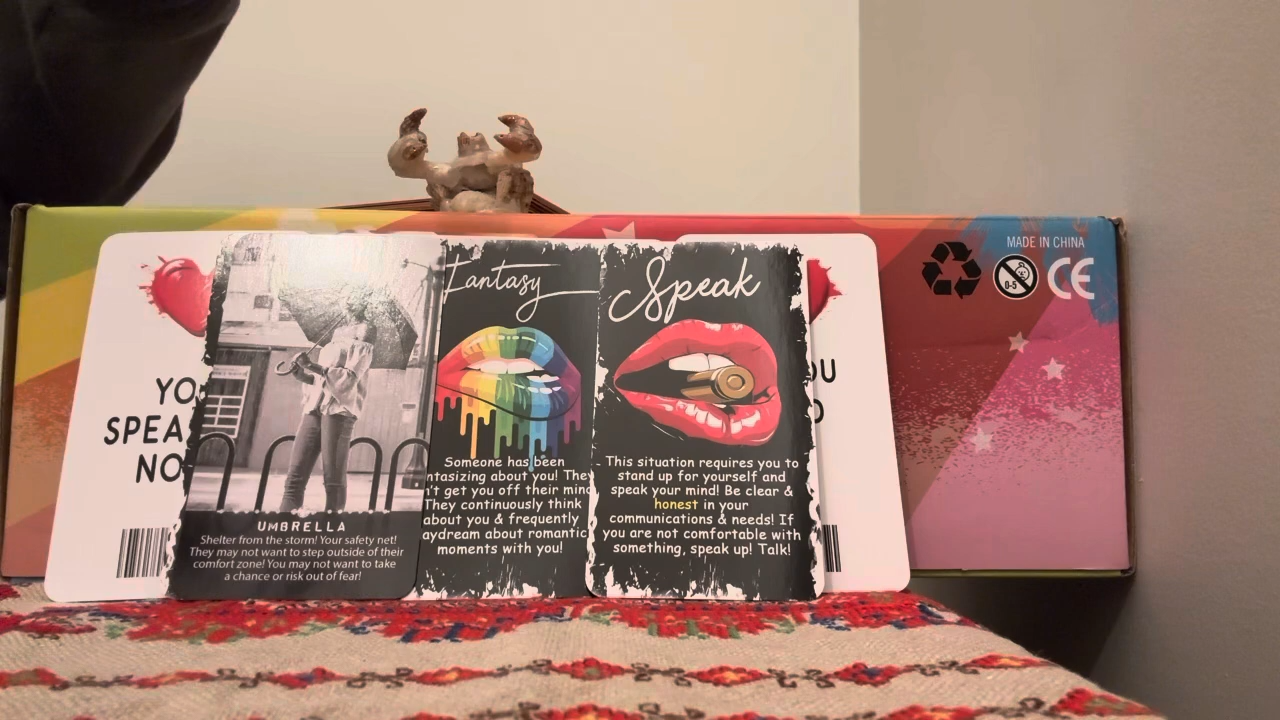 MADE IN CHINA
0-5
CE
YO
SPEA
NO
OU
UMBRELLA
Shelter from the storm! Your safety net!
They may not want to step outside of their
comfort zone! You may not want to take
a chance or risk out of fear!
Fantasy
Someone has been
ntasizing about you! They
n't get you off their mind
They continuously think
about you & frequently
aydream about romantic
moments with you!
Speak
This situation requires you to
stand up for yourself and
speak your mind! Be clear &
honest in your
communications & needs! If
you are not comfortable with
something, speak up! Talk!